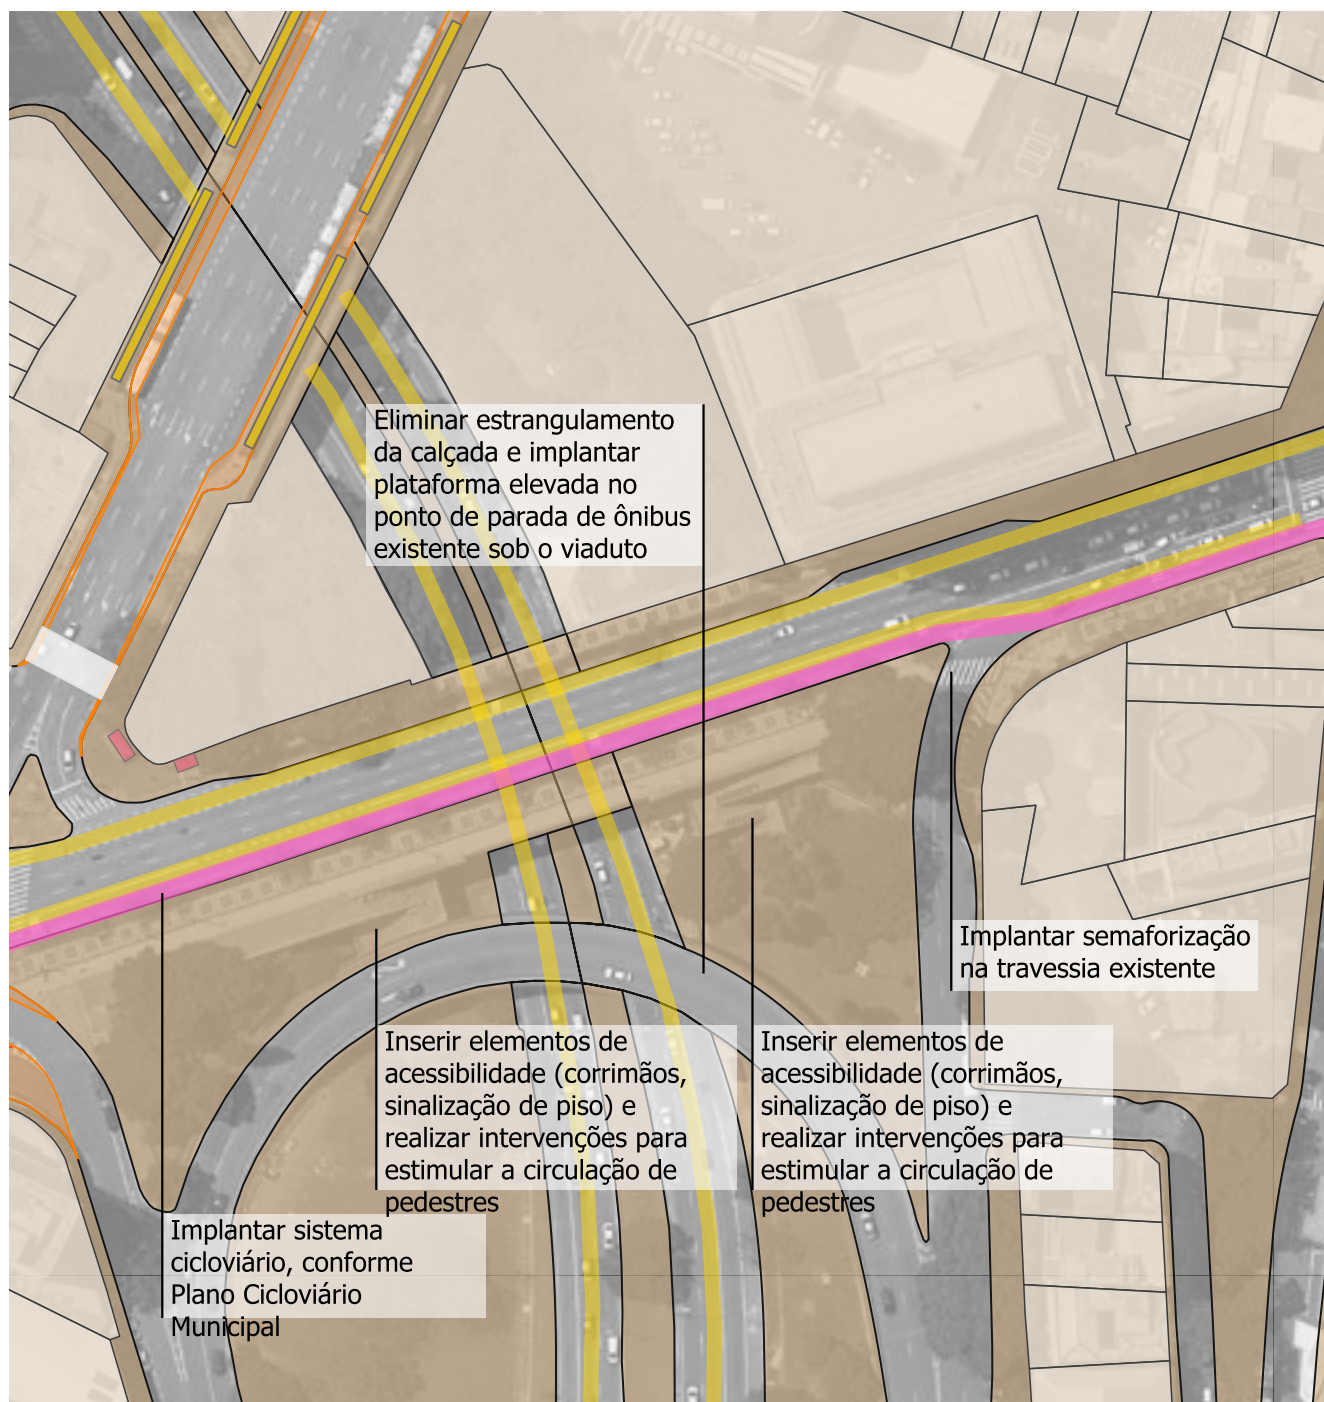 Eliminar estrangulamento
da calçada e implantar
plataforma elevada no
ponto de parada de ônibus
existente sob o viaduto
Implantar semaforização
na travessia existente
Inserir elementos de
acessibilidade (corrimãos,
sinalização de piso) e
realizar intervenções para
estimular a circulação de
pedestres
Inserir elementos de
acessibilidade (corrimãos,
sinalização de piso) e
realizar intervenções para
estimular a circulação de
pedestres
Implantar sistema
cicloviário, conforme
Plano Cicloviário
Municipal